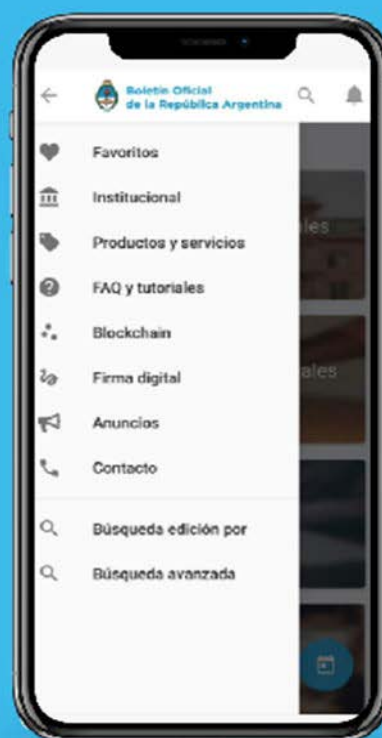 Boletín Oficial
de la República Argentina
Favoritos
Institucional
Productos y servicios
FAQ y tutoriales
Blockchain
Firma digital
Anuncios
Contacto
Búsqueda edición por
Búsqueda avanzada